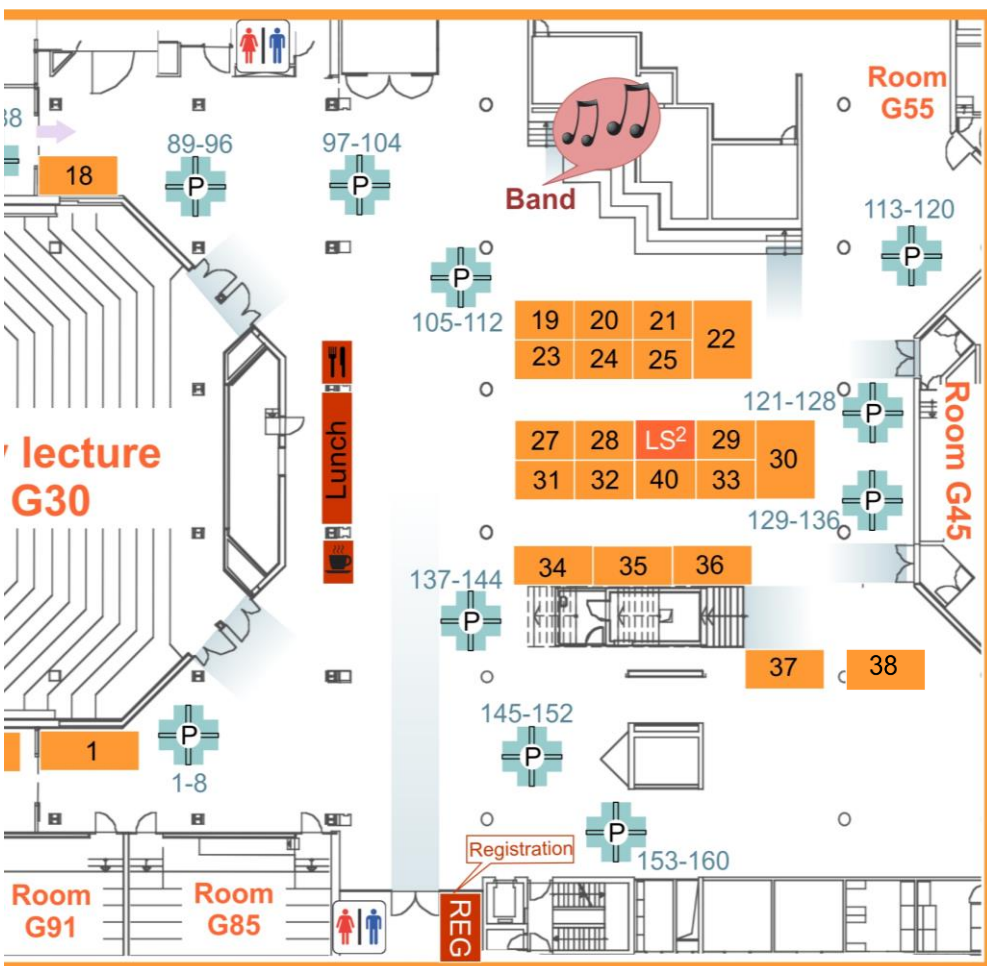 Room
G55
38
89-96
P
97-104
P
18
Band
113-120
P
P
105-112
19 20 21 22
23 24 25
121-128
P
Lunch
lecture
G30
27 28 LS² 29 30
31 32 40 33
Room G45
P
129-136
34 35 36
137-144
P
37 38
145-152
P
1
P
1-8
P
153-160
Registration
REG
Room
G91
Room
G85